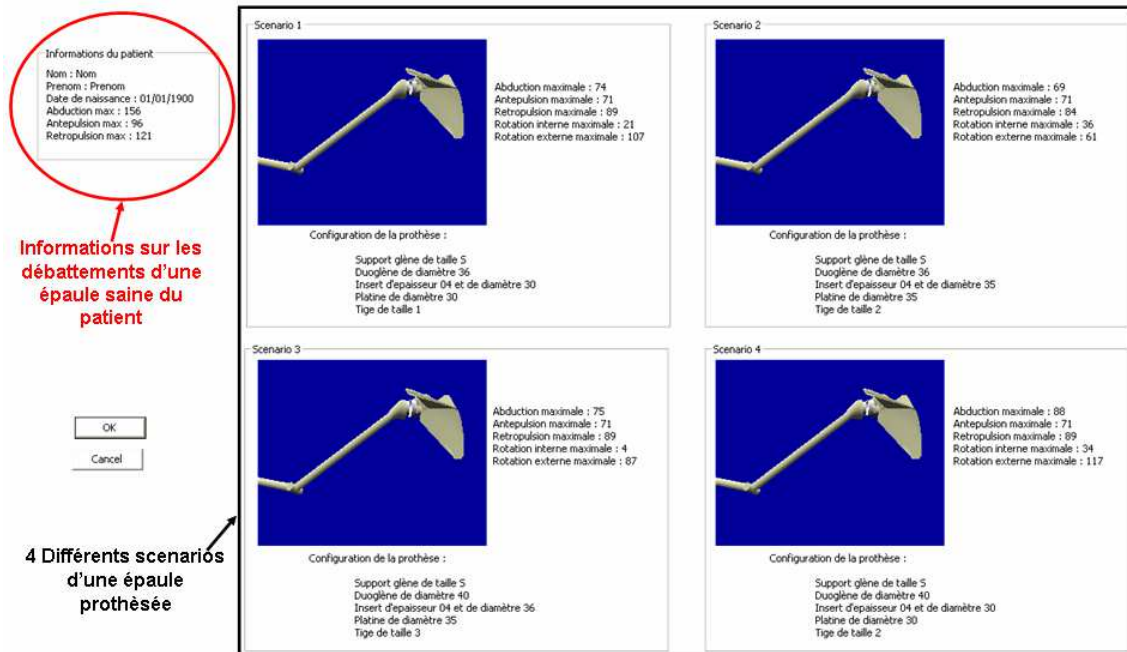 Informations du patient
Nom : Nom
Prenom : Prenom
Date de naissance : 01/01/1900
Abduction max : 156
Antepulsion max : 96
Retropulsion max : 121
Informations sur les
débattements d'une
épaule saine du
patient
OK
Cancel
4 Différents scenarios
d'une épaule
prothèsée
Scenario 1
Abduction maximale : 74
Antepulsion maximale : 71
Retropulsion maximale : 89
Rotation interne maximale : 21
Rotation externe maximale : 107
Configuration de la prothèse :
Support glène de taille S
Duoglène de diamètre 36
Insert d'epaisseur 04 et de diamètre 30
Platine de diamètre 30
Tige de taille 1
Scenario 2
Abduction maximale : 69
Antepulsion maximale : 71
Retropulsion maximale : 84
Rotation interne maximale : 36
Rotation externe maximale : 61
Configuration de la prothèse :
Support glène de taille S
Duoglène de diamètre 36
Insert d'epaisseur 04 et de diamètre 35
Platine de diamètre 35
Tige de taille 2
Scenario 3
Abduction maximale : 75
Antepulsion maximale : 71
Retropulsion maximale : 89
Rotation interne maximale : 4
Rotation externe maximale : 87
Configuration de la prothèse :
Support glène de taille S
Duoglène de diamètre 40
Insert d'epaisseur 04 et de diamètre 36
Platine de diamètre 35
Tige de taille 3
Scenario 4
Abduction maximale : 88
Antepulsion maximale : 71
Retropulsion maximale : 89
Rotation interne maximale : 34
Rotation externe maximale : 117
Configuration de la prothèse :
Support glène de taille S
Duoglène de diamètre 40
Insert d'epaisseur 04 et de diamètre 30
Platine de diamètre 30
Tige de taille 2